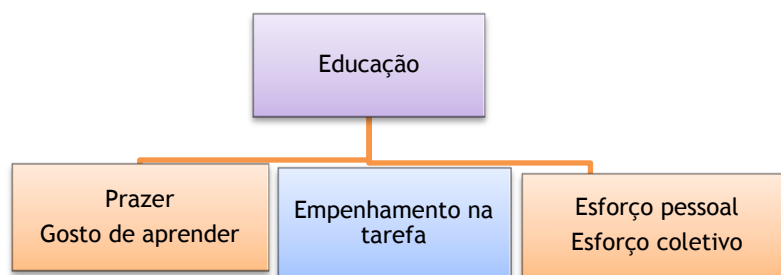 Educação
Prazer
Gosto de aprender
Empenhamento na
tarefa
Esforço pessoal
Esforço coletivo